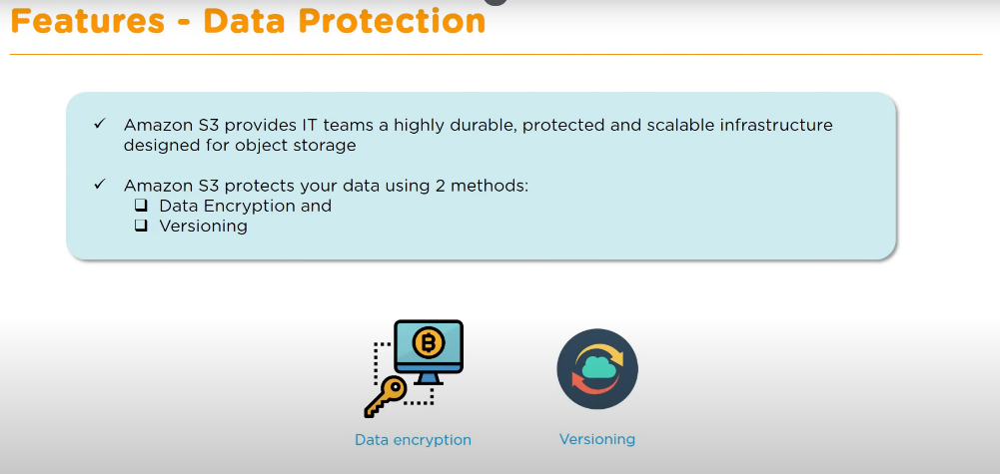 Features - Data Protection
✓ Amazon S3 provides IT teams a highly durable, protected and scalable infrastructure
designed for object storage
✓ Amazon S3 protects your data using 2 methods:
❑ Data Encryption and
❑ Versioning
Data encryption
Versioning